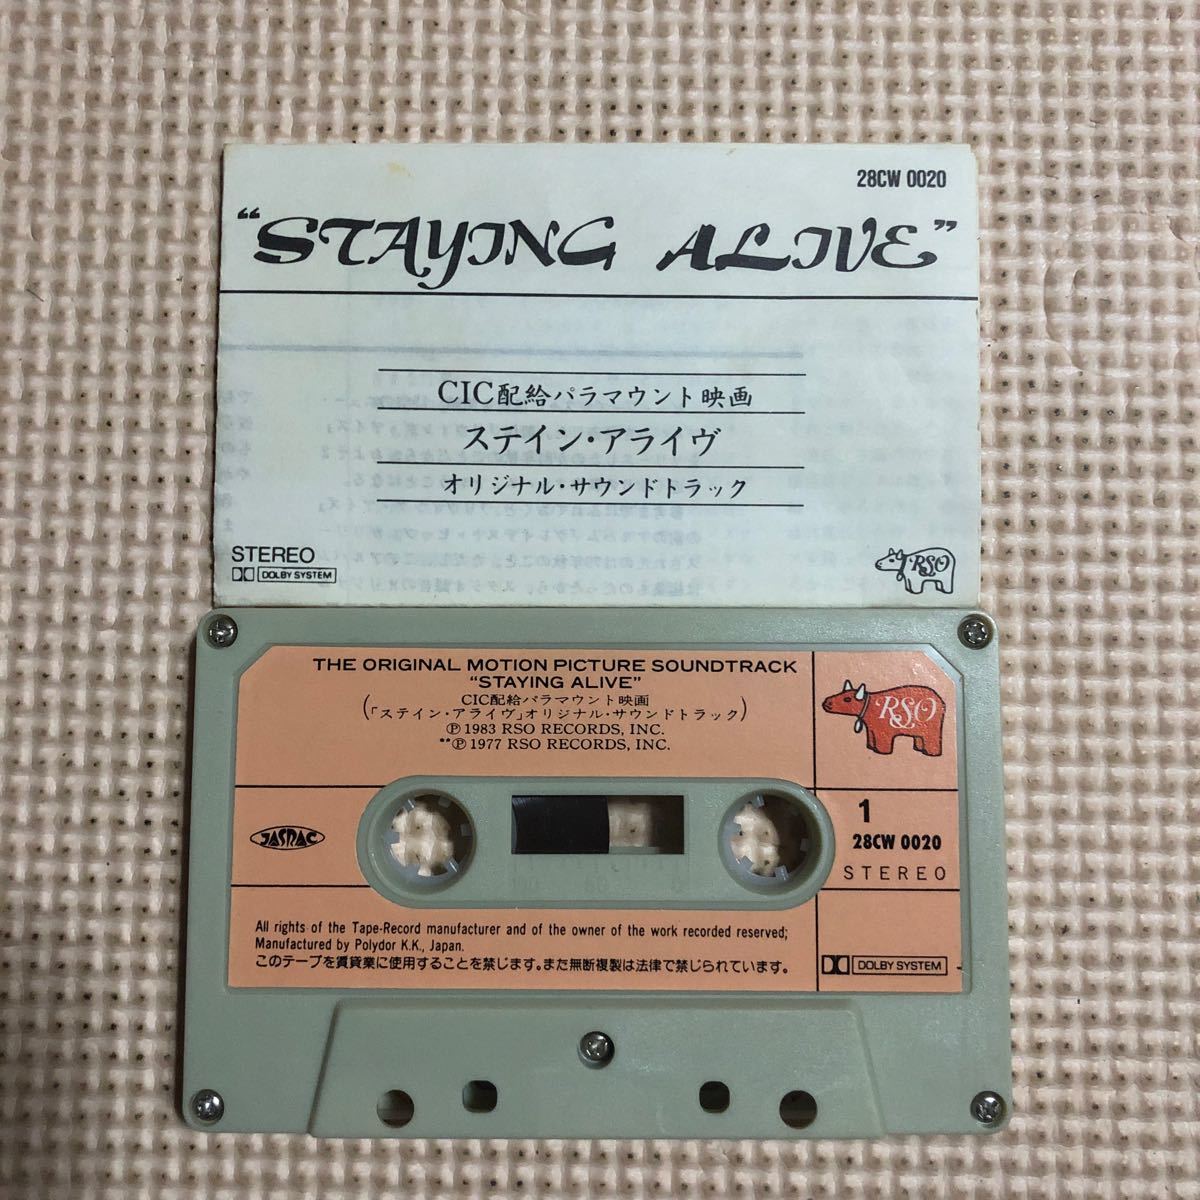 28CW 0020
“STAYING ALIVE”
CIC配給パラマウント映画
ステイン・アライヴ
オリジナル・サウンドトラック
STEREO
DOLBY SYSTEM
RSO
THE ORIGINAL MOTION PICTURE SOUNDTRACK
“STAYING ALIVE”
CIC配給パラマウント映画
(「ステイン・アライヴ」オリジナル・サウンドトラック)
℗1983 RSO RECORDS, INC.
**℗1977 RSO RECORDS, INC.
RSO
JASRAC
1
28CW 0020
STEREO
100 50 0
All rights of the Tape-Record manufacturer and of the owner of the work recorded reserved;
Manufactured by Polydor K.K., Japan.
このテープを賃貸業に使用することを禁じます。また無断複製は法律で禁じられています。
DOLBY SYSTEM